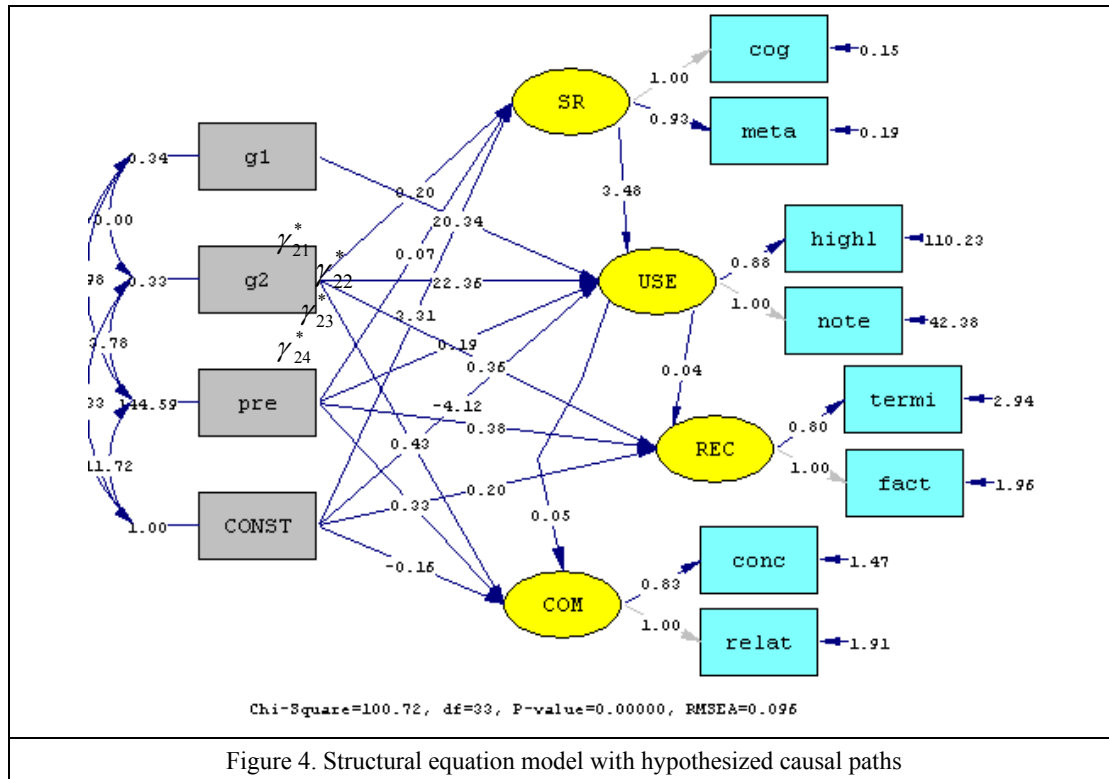 cog
0.15
1.00
SR
0.93
meta
0.19
0.34
g1
0.20
3.48
0.00
20.34
highl
110.23
γ*21
0.07
0.88
98
0.33
g2
γ*22
22.36
USE
γ*23
3.31
1.00
note
42.38
3.78
γ*24
0.19
0.36
0.04
termi
2.94
33
144.59
pre
-4.12
0.80
0.38
REC
0.43
1.00
11.72
0.20
fact
1.96
0.33
1.00
CONST
0.05
conc
1.47
-0.16
0.83
COM
1.00
relat
1.91
Chi-Square=100.72, df=33, P-value=0.00000, RMSEA=0.096
Figure 4. Structural equation model with hypothesized causal paths